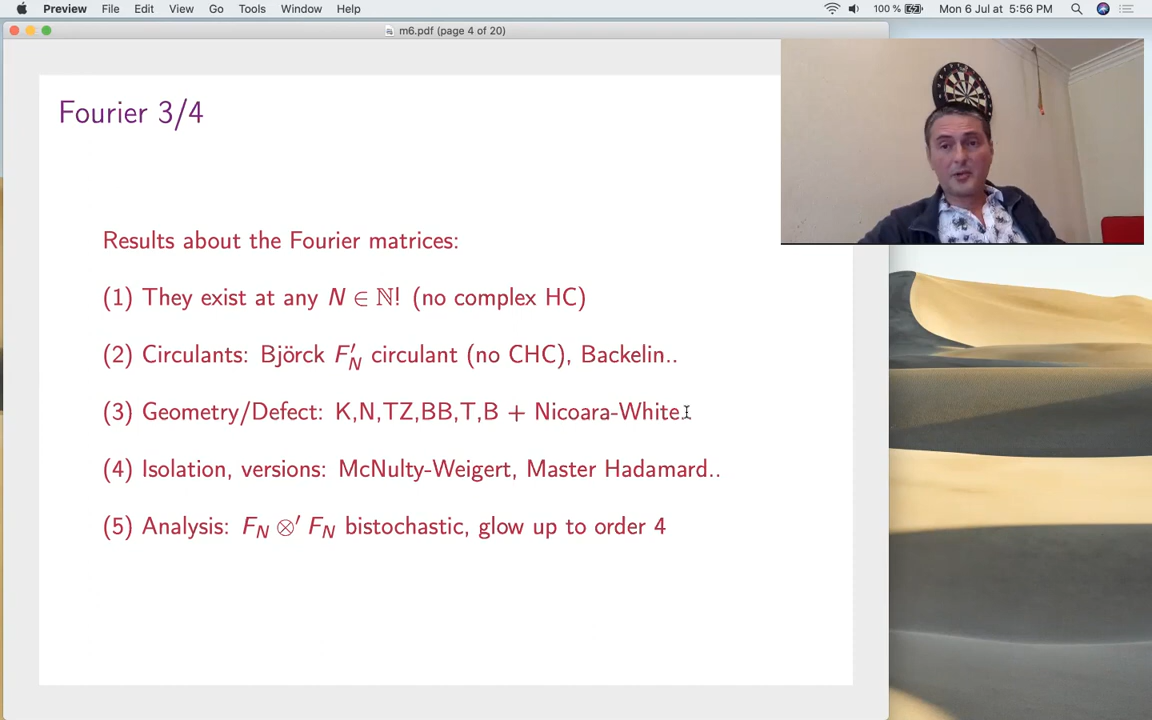 Preview File Edit View Go Tools Window Help 100 % Mon 6 Jul at 5:56 PM
m6.pdf (page 4 of 20)
Fourier 3/4
Results about the Fourier matrices:
(1) They exist at any N ∈ ℕ! (no complex HC)
(2) Circulants: Björck F′_N circulant (no CHC), Backelin..
(3) Geometry/Defect: K,N,TZ,BB,T,B + Nicoara-White.
(4) Isolation, versions: McNulty-Weigert, Master Hadamard..
(5) Analysis: F_N ⊗′ F_N bistochastic, glow up to order 4